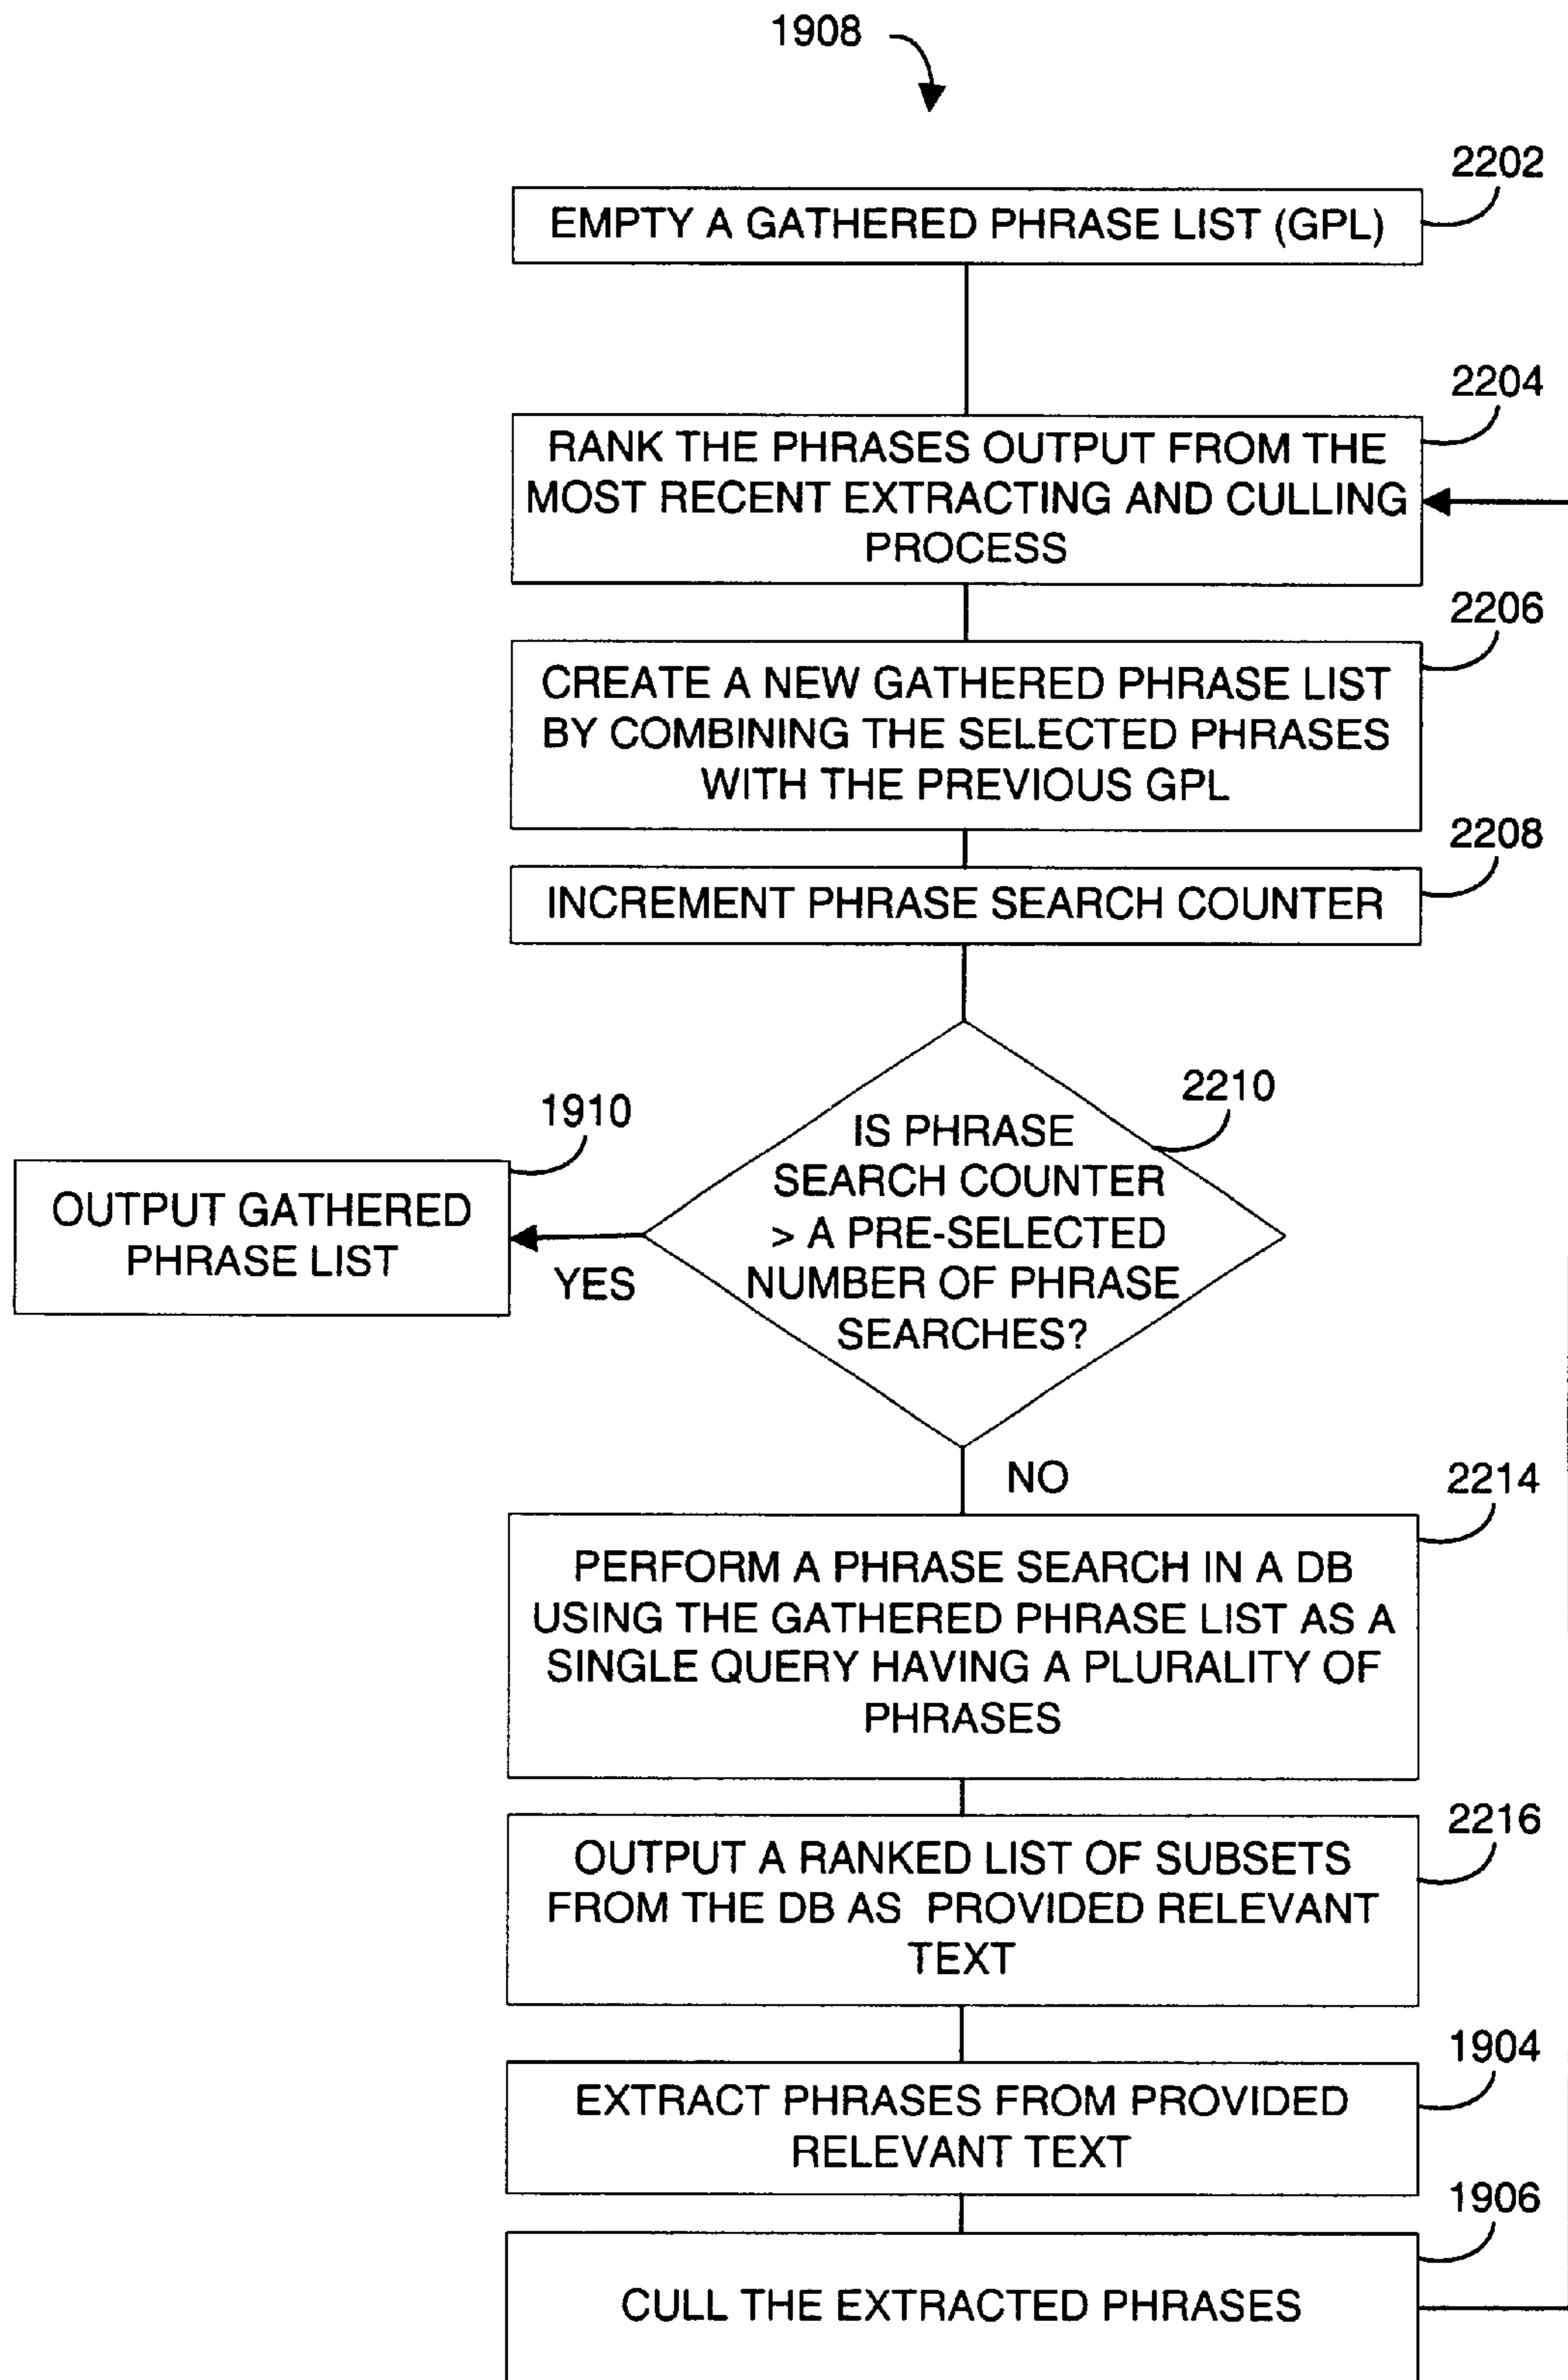 1908
2202
EMPTY A GATHERED PHRASE LIST (GPL)
2204
RANK THE PHRASES OUTPUT FROM THE
MOST RECENT EXTRACTING AND CULLING
PROCESS
2206
CREATE A NEW GATHERED PHRASE LIST
BY COMBINING THE SELECTED PHRASES
WITH THE PREVIOUS GPL
2208
INCREMENT PHRASE SEARCH COUNTER
2210
IS PHRASE
SEARCH COUNTER
> A PRE-SELECTED
NUMBER OF PHRASE
SEARCHES?
1910
OUTPUT GATHERED
PHRASE LIST
YES
NO
2214
PERFORM A PHRASE SEARCH IN A DB
USING THE GATHERED PHRASE LIST AS A
SINGLE QUERY HAVING A PLURALITY OF
PHRASES
2216
OUTPUT A RANKED LIST OF SUBSETS
FROM THE DB AS PROVIDED RELEVANT
TEXT
1904
EXTRACT PHRASES FROM PROVIDED
RELEVANT TEXT
1906
CULL THE EXTRACTED PHRASES